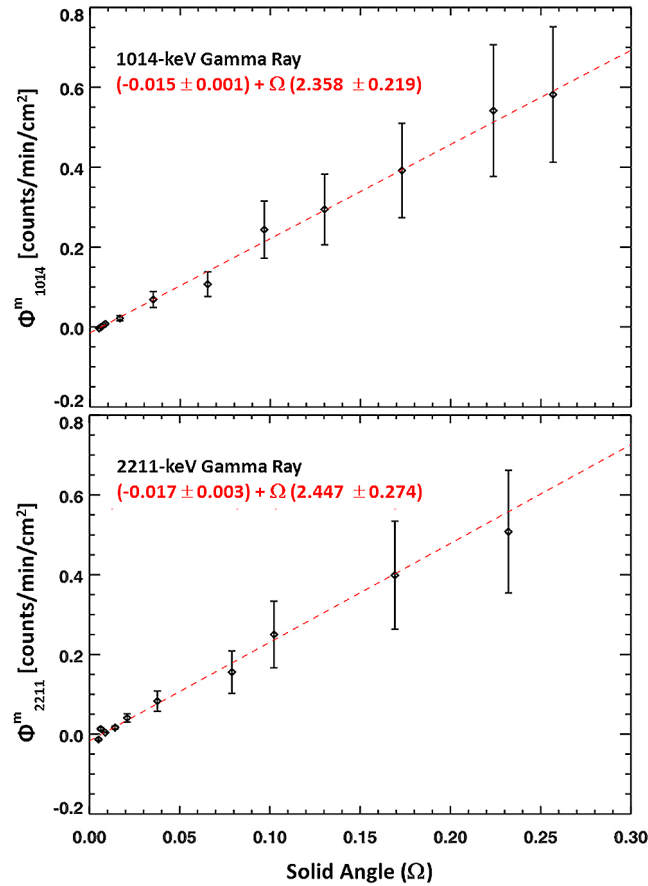 0.8
1014-keV Gamma Ray
(-0.015 ± 0.001) + Ω (2.358 ± 0.219)
0.6
0.4
0.2
0.0
-0.2
Φᵐ₁₀₁₄ [counts/min/cm²]
0.8
2211-keV Gamma Ray
(-0.017 ± 0.003) + Ω (2.447 ± 0.274)
0.6
0.4
0.2
0.0
-0.2
Φᵐ₂₂₁₁ [counts/min/cm²]
0.00 0.05 0.10 0.15 0.20 0.25 0.30
Solid Angle (Ω)